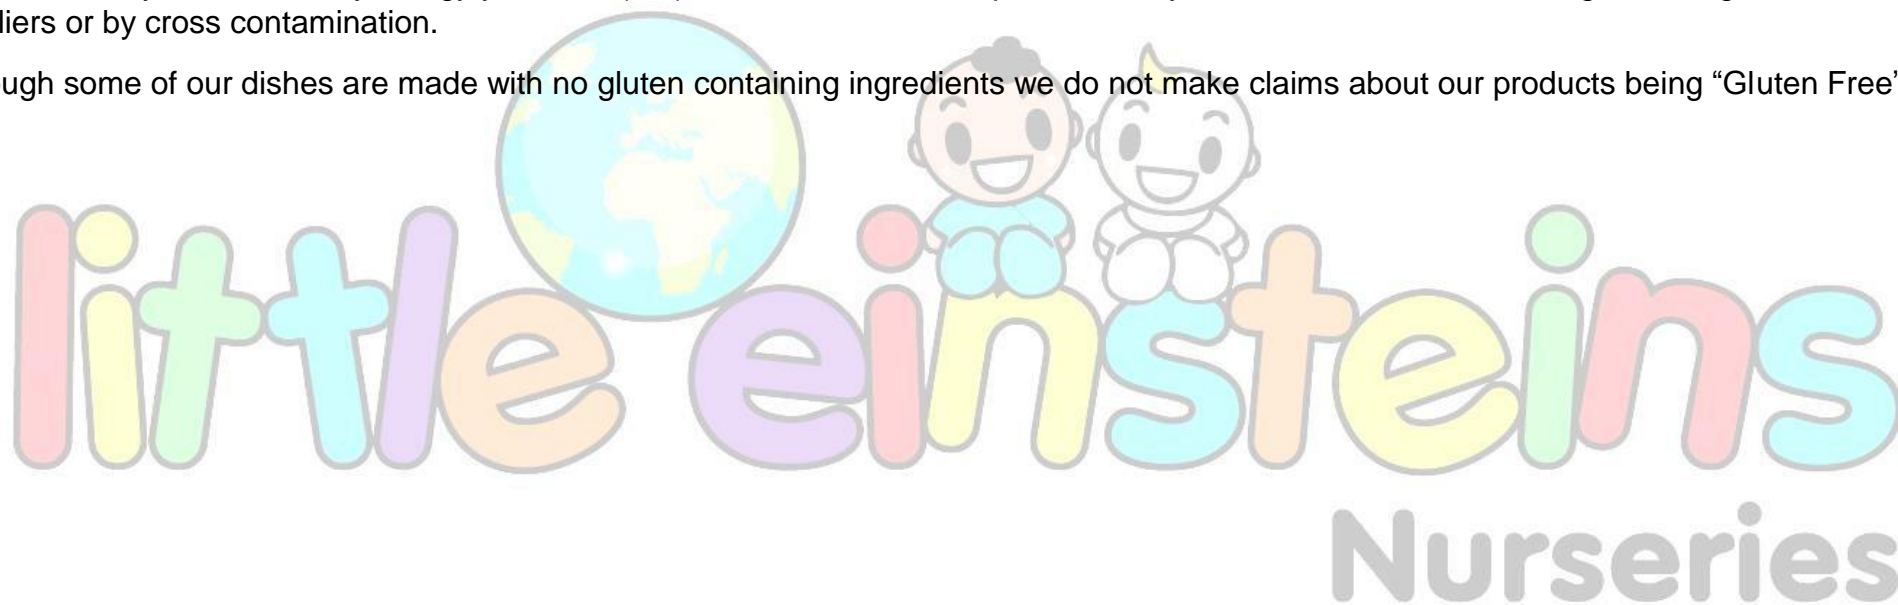 liers or by cross contamination.
ugh some of our dishes are made with no gluten containing ingredients we do not make claims about our products being “Gluten Free”
little einsteins
Nurseries